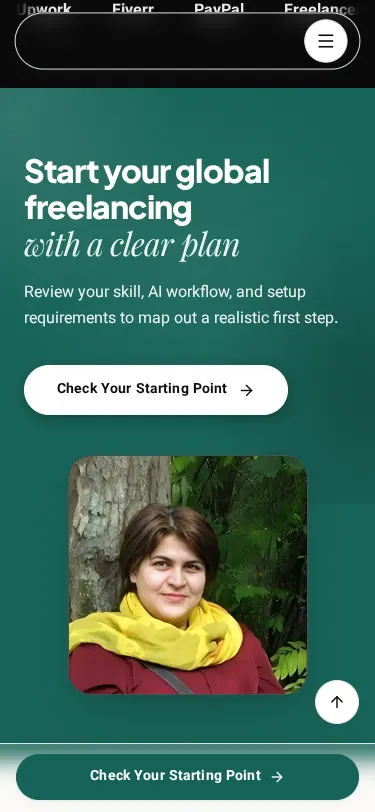 Upwork Fiverr PayPal Freelance
Start your global
freelancing
with a clear plan
Review your skill, AI workflow, and setup
requirements to map out a realistic first step.
Check Your Starting Point
Check Your Starting Point